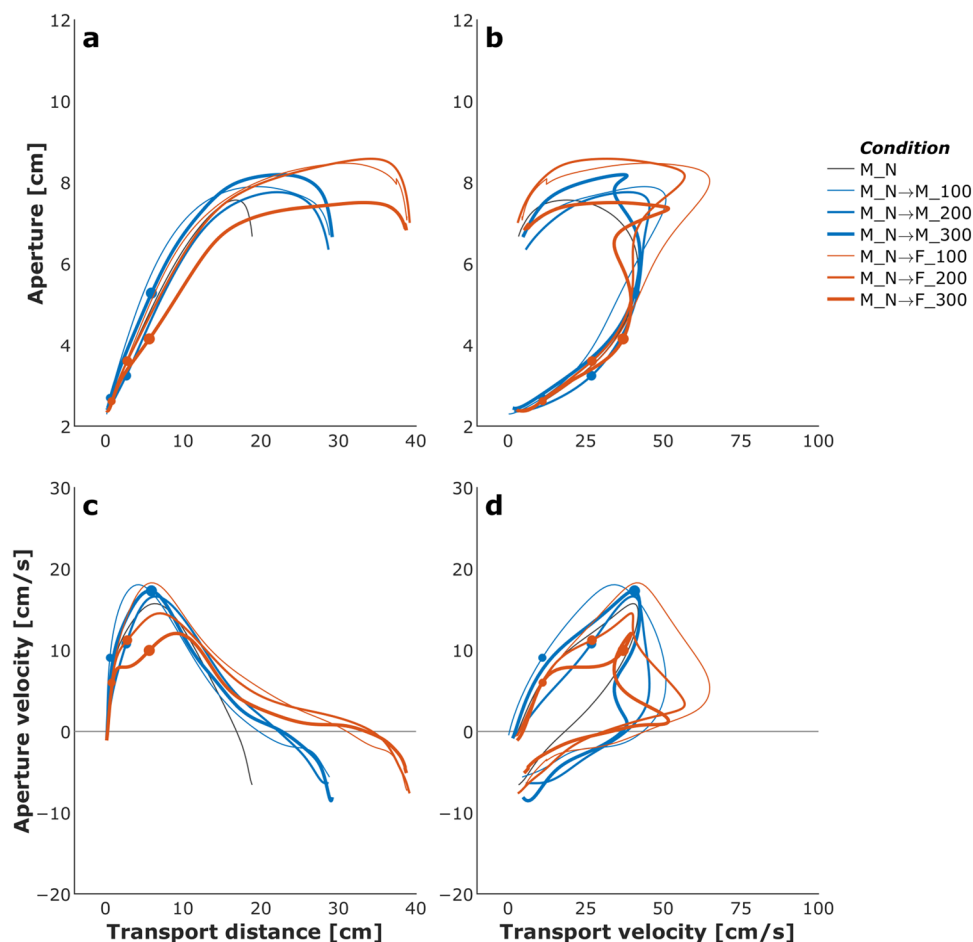 a
b
12
10
8
6
4
2
Aperture [cm]
0
10
20
30
40
12
10
8
6
4
2
0
25
50
75
100
Condition
M_N
M_N→M_100
M_N→M_200
M_N→M_300
M_N→F_100
M_N→F_200
M_N→F_300
c
d
30
20
10
0
−10
−20
Aperture velocity [cm/s]
0
10
20
30
40
Transport distance [cm]
30
20
10
0
−10
−20
0
25
50
75
100
Transport velocity [cm/s]